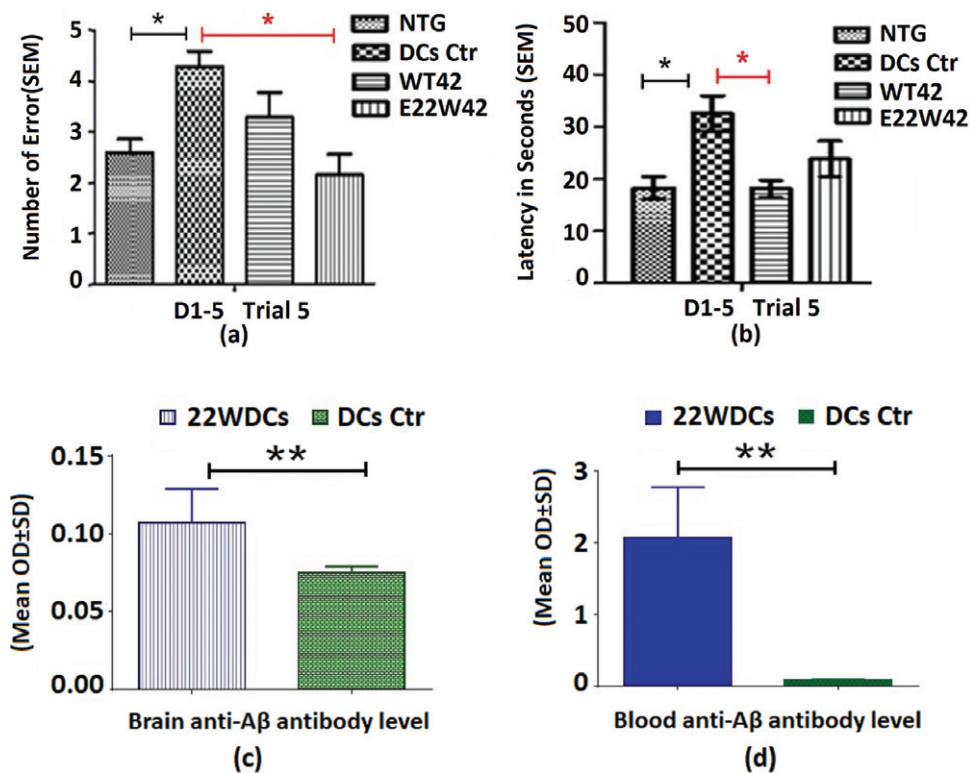 Number of Error(SEM)
5
4
3
2
1
0
*
*
NTG
DCs Ctr
WT42
E22W42
D1-5 Trial 5
(a)
Latency in Seconds (SEM)
50
40
30
20
10
0
*
*
NTG
DCs Ctr
WT42
E22W42
D1-5 Trial 5
(b)
22WDCs DCs Ctr
(Mean OD±SD)
0.15
0.10
0.05
0.00
**
Brain anti-Aβ antibody level
(c)
22WDCs DCs Ctr
(Mean OD±SD)
3
2
1
0
**
Blood anti-Aβ antibody level
(d)